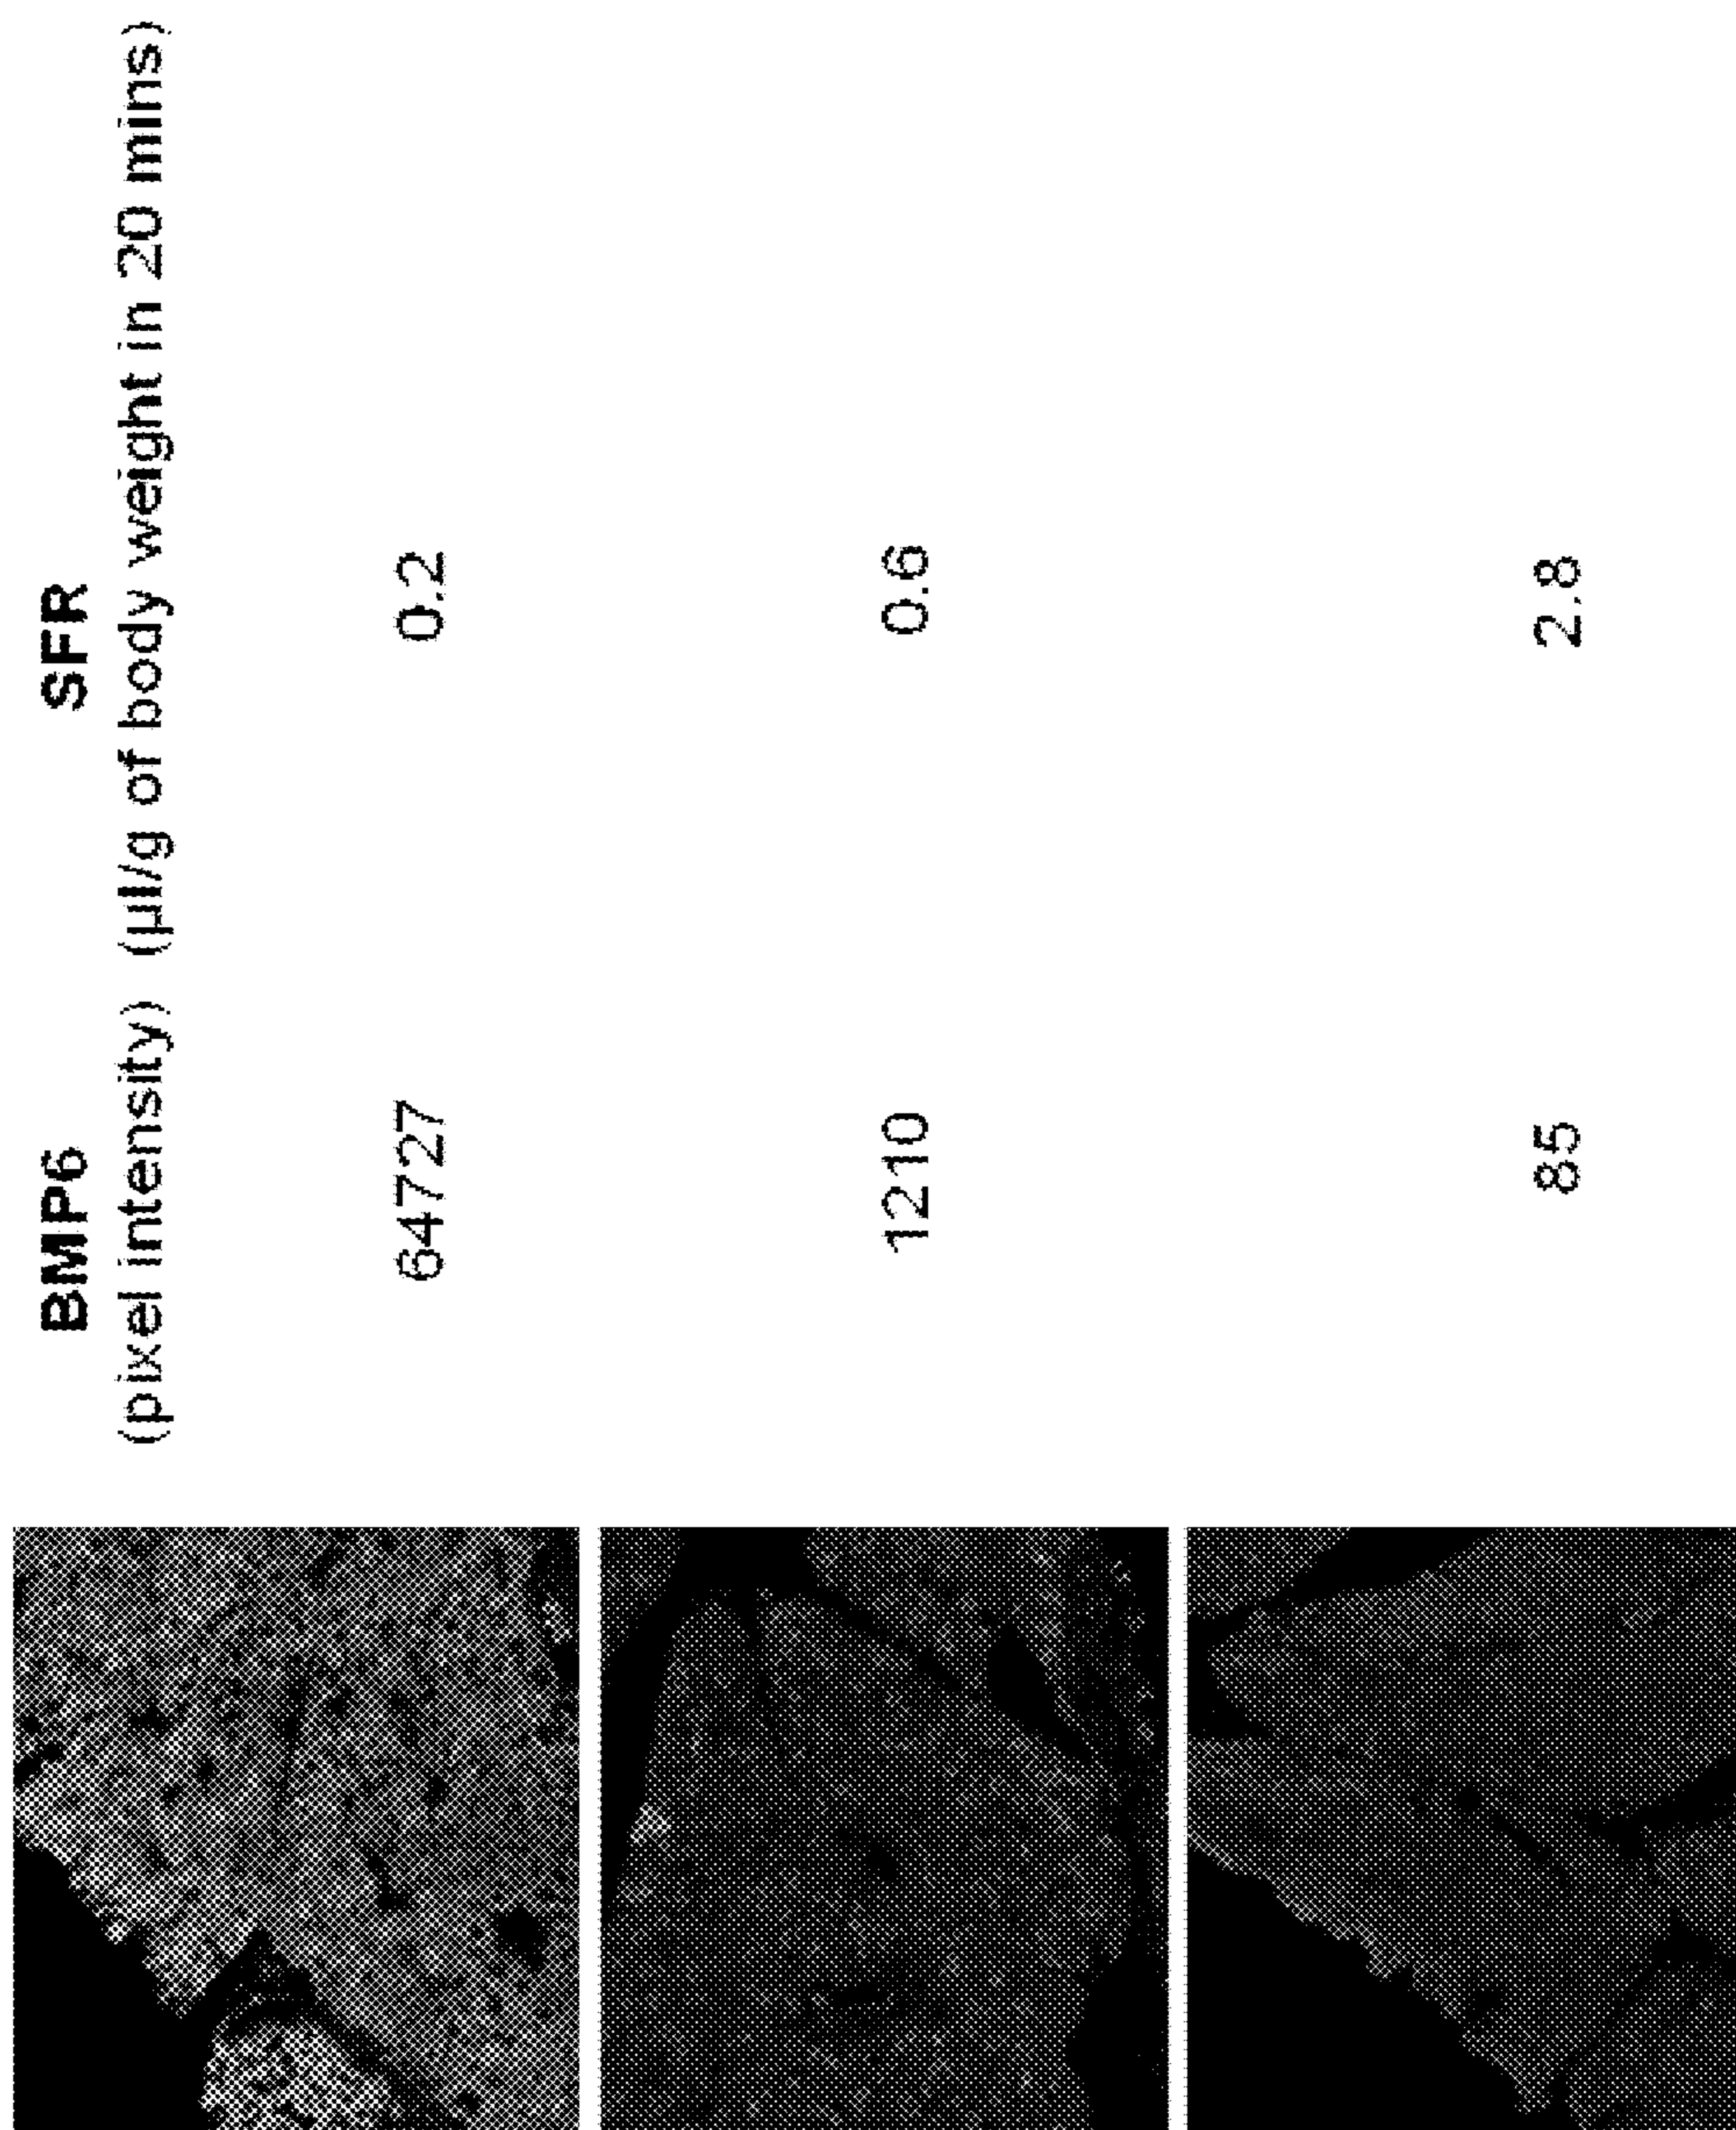 BMP6 SFR
(pixel intensity) (µl/g of body weight in 20 mins)
64727 0.2
1210 0.6
85 2.8